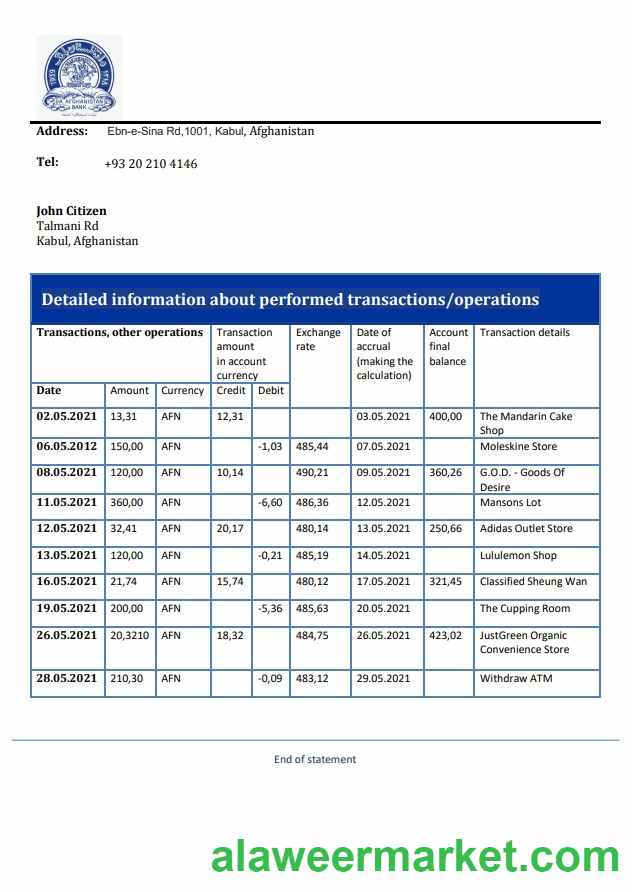 DA AFGHANISTAN
BANK
Address: Ebn-e-Sina Rd,1001, Kabul, Afghanistan
Tel: +93 20 210 4146
John Citizen
Talmani Rd
Kabul, Afghanistan
Detailed information about performed transactions/operations
Transactions, other operations
Transaction
amount
in account
currency
Exchange
rate
Date of
accrual
(making the
calculation)
Account
final
balance
Transaction details
Date Amount Currency Credit Debit
02.05.2021 13,31 AFN 12,31 03.05.2021 400,00 The Mandarin Cake
Shop
06.05.2012 150,00 AFN -1,03 485,44 07.05.2021 Moleskine Store
08.05.2021 120,00 AFN 10,14 490,21 09.05.2021 360,26 G.O.D. - Goods Of
Desire
11.05.2021 360,00 AFN -6,60 486,36 12.05.2021 Mansons Lot
12.05.2021 32,41 AFN 20,17 480,14 13.05.2021 250,66 Adidas Outlet Store
13.05.2021 120,00 AFN -0,21 485,19 14.05.2021 Lululemon Shop
16.05.2021 21,74 AFN 15,74 480,12 17.05.2021 321,45 Classified Sheung Wan
19.05.2021 200,00 AFN -5,36 485,63 20.05.2021 The Cupping Room
26.05.2021 20,3210 AFN 18,32 484,75 26.05.2021 423,02 JustGreen Organic
Convenience Store
28.05.2021 210,30 AFN -0,09 483,12 29.05.2021 Withdraw ATM
End of statement
alaweermarket.com